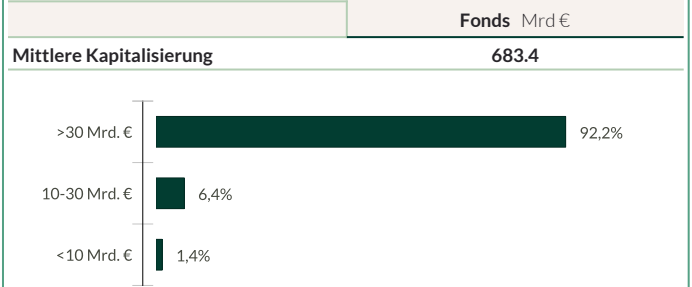 Fonds Mrd €
Mittlere Kapitalisierung 683.4
>30 Mrd. € 92,2%
10-30 Mrd. € 6,4%
<10 Mrd. € 1,4%